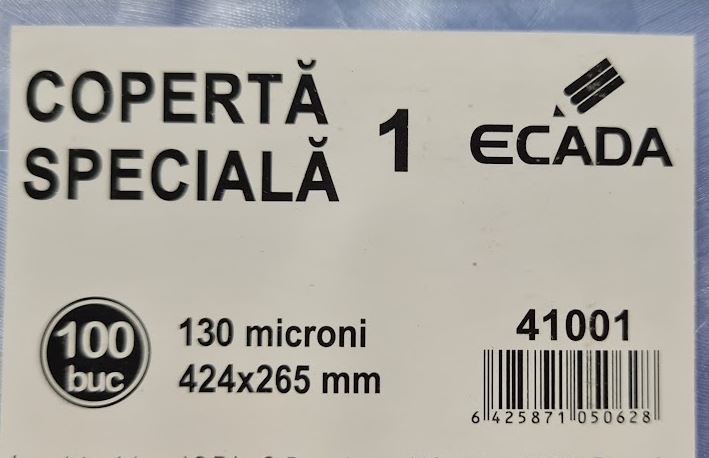 COPERTĂ
SPECIALĂ
1
ECADA
100
buc
130 microni
424x265 mm
41001
6 425871 050628